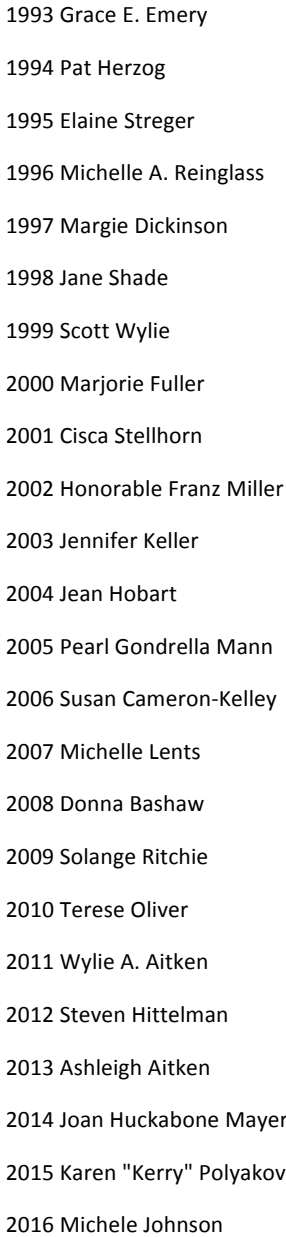 1993 Grace E. Emery
1994 Pat Herzog
1995 Elaine Streger
1996 Michelle A. Reinglass
1997 Margie Dickinson
1998 Jane Shade
1999 Scott Wylie
2000 Marjorie Fuller
2001 Cisca Stellhorn
2002 Honorable Franz Miller
2003 Jennifer Keller
2004 Jean Hobart
2005 Pearl Gondrella Mann
2006 Susan Cameron-Kelley
2007 Michelle Lents
2008 Donna Bashaw
2009 Solange Ritchie
2010 Terese Oliver
2011 Wylie A. Aitken
2012 Steven Hittelman
2013 Ashleigh Aitken
2014 Joan Huckabone Mayer
2015 Karen "Kerry" Polyakov
2016 Michele Johnson